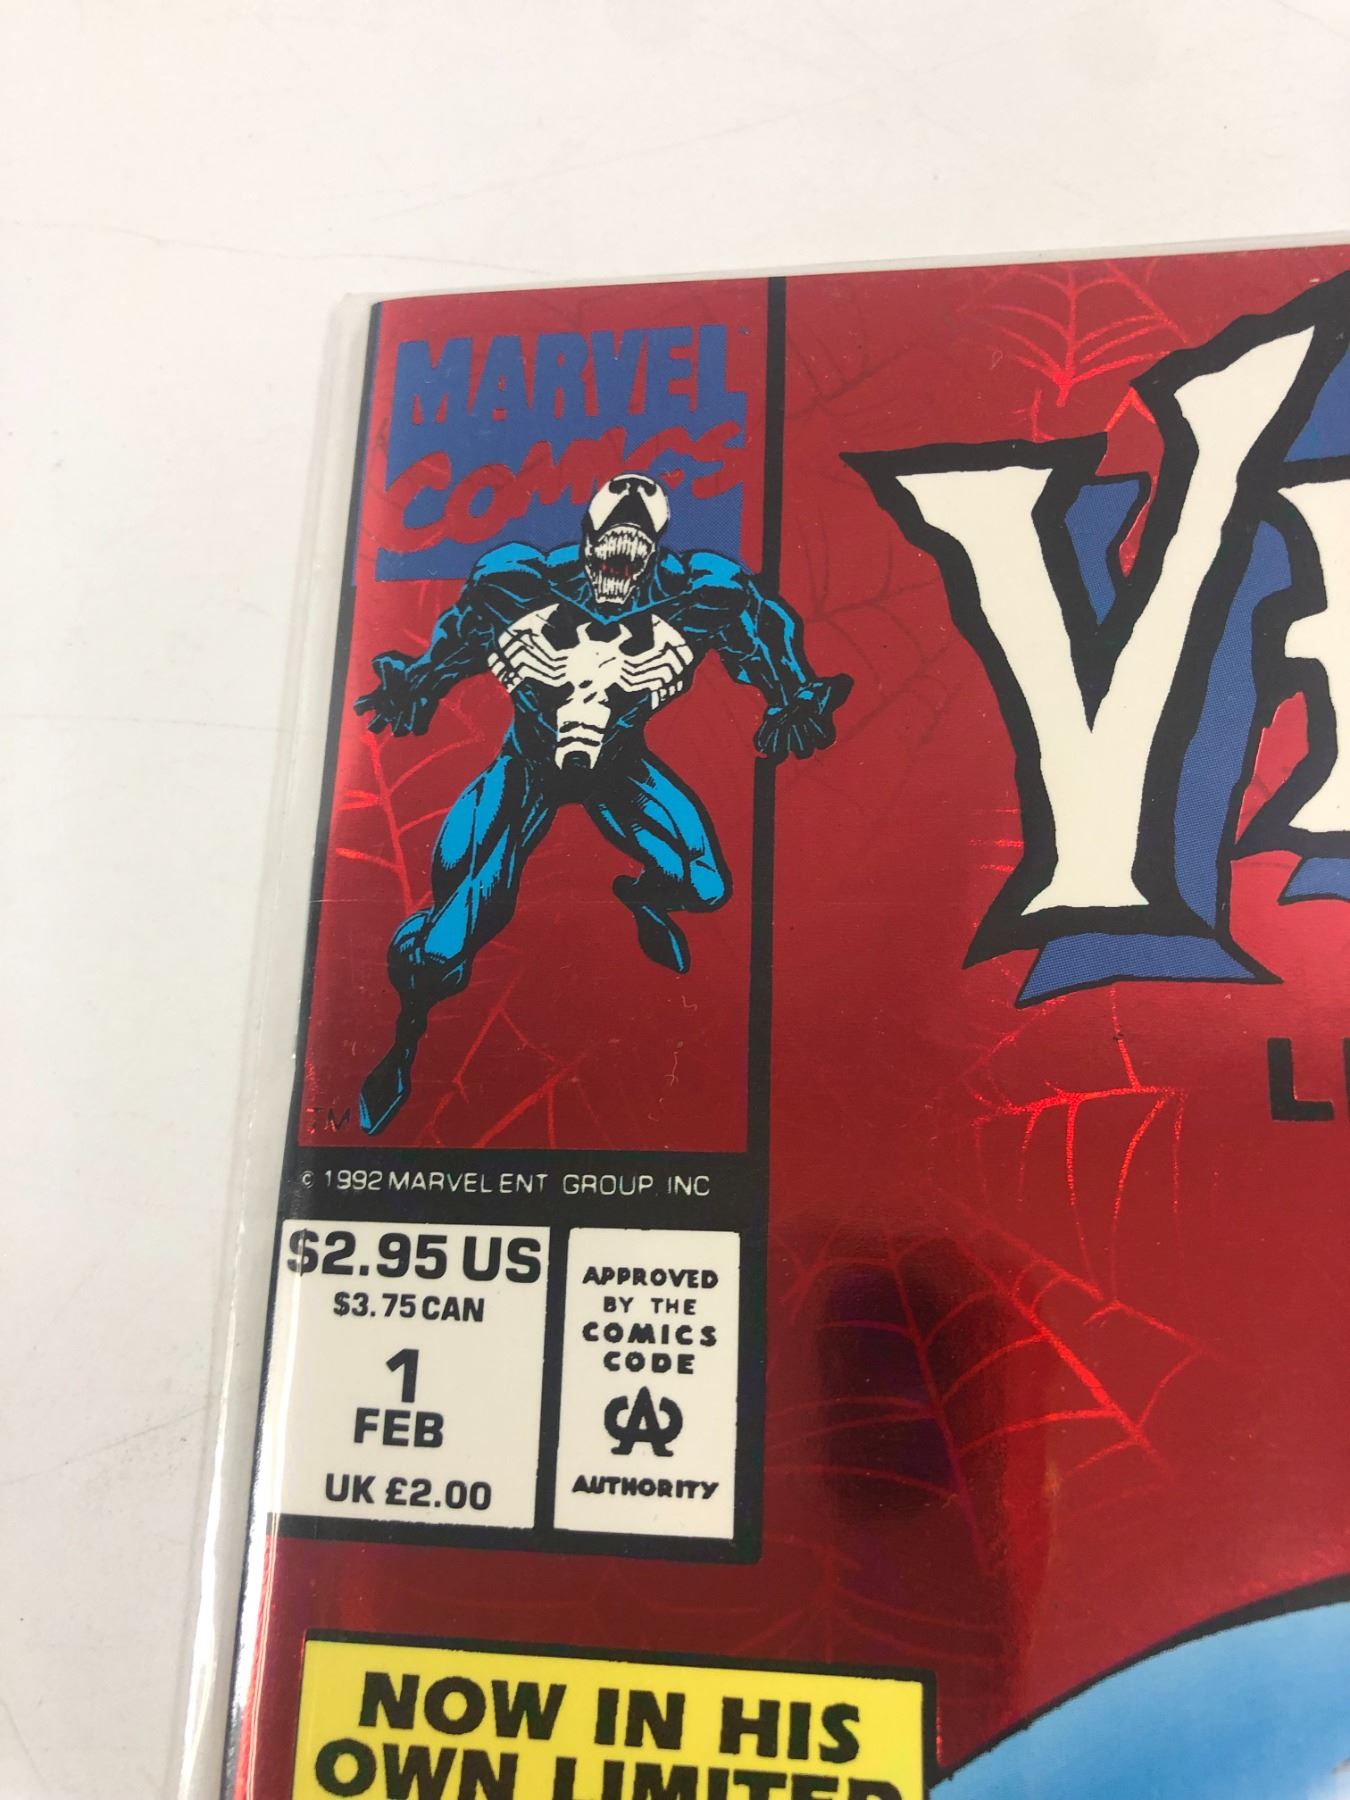 MARVEL
COMICS
TM
© 1992 MARVEL ENT GROUP, INC
$2.95 US
$3.75 CAN
1
FEB
UK £2.00
APPROVED
BY THE
COMICS
CODE
CA
AUTHORITY
NOW IN HIS
OWN LIMITED